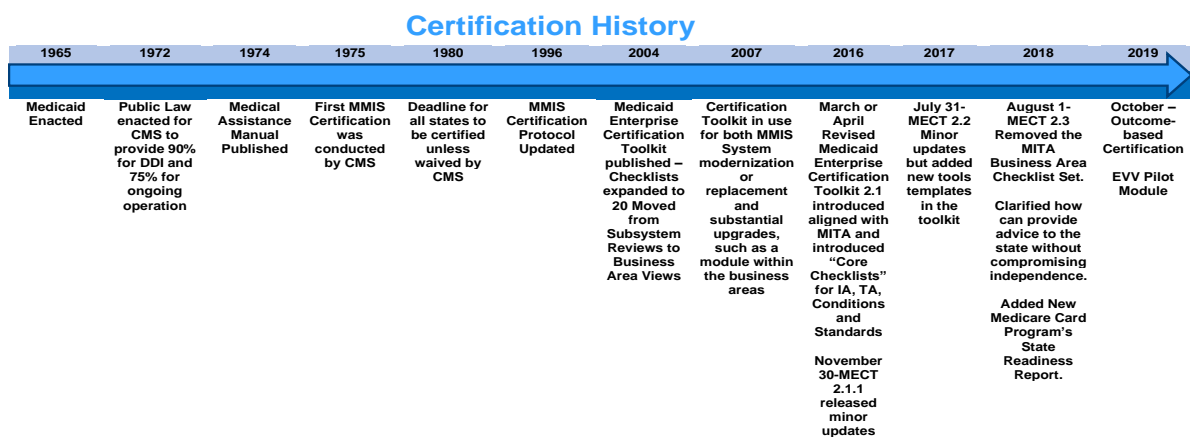 Certification History
1965
1972
1974
1975
1980
1996
2004
2007
2016
2017
2018
2019
Medicaid
Enacted
Public Law
enacted for
CMS to
provide 90%
for DDI and
75% for
ongoing
operation
Medical
Assistance
Manual
Published
First MMIS
Certification
was
conducted
by CMS
Deadline for
all states to
be certified
unless
waived by
CMS
MMIS
Certification
Protocol
Updated
Medicaid
Enterprise
Certification
Toolkit
published –
Checklists
expanded to
20 Moved
from
Subsystem
Reviews to
Business
Area Views
Certification
Toolkit in use
for both MMIS
System
modernization
or
replacement
and
substantial
upgrades,
such as a
module within
the business
areas
March or
April
Revised
Medicaid
Enterprise
Certification
Toolkit 2.1
introduced
aligned with
MITA and
introduced
“Core
Checklists”
for IA, TA,
Conditions
and
Standards
November
30-MECT
2.1.1
released
minor
updates
July 31-
MECT 2.2
Minor
updates
but added
new tools
templates
in the
toolkit
August 1-
MECT 2.3
Removed the
MITA
Business Area
Checklist Set.
Clarified how
can provide
advice to the
state without
compromising
independence.
Added New
Medicare Card
Program’s
State
Readiness
Report.
October –
Outcome-
based
Certification
EVV Pilot
Module